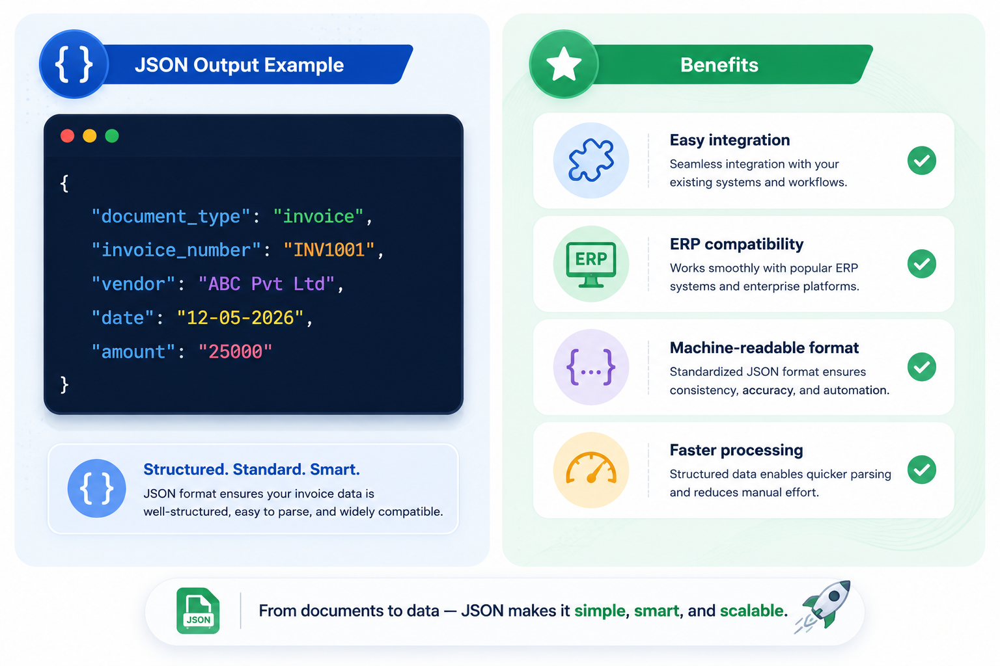 { } JSON Output Example
{
"document_type": "invoice",
"invoice_number": "INV1001",
"vendor": "ABC Pvt Ltd",
"date": "12-05-2026",
"amount": "25000"
}
{ }
Structured. Standard. Smart.
JSON format ensures your invoice data is
well-structured, easy to parse, and widely compatible.
Benefits
Easy integration
Seamless integration with your
existing systems and workflows.
ERP
ERP compatibility
Works smoothly with popular ERP
systems and enterprise platforms.
{...}
Machine-readable format
Standardized JSON format ensures
consistency, accuracy, and automation.
Faster processing
Structured data enables quicker parsing
and reduces manual effort.
JSON
From documents to data — JSON makes it simple, smart, and scalable.